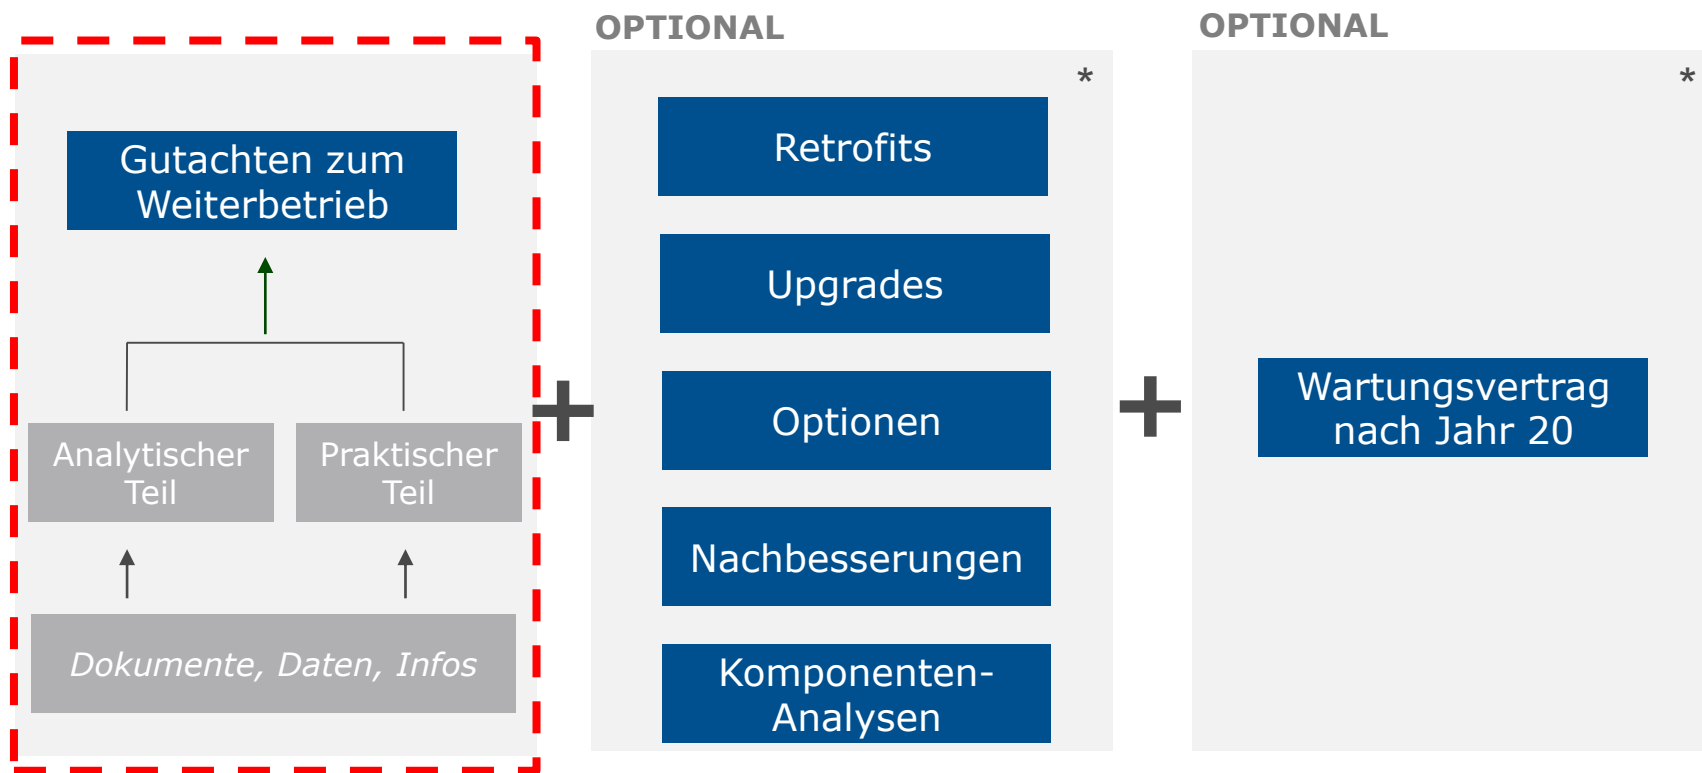 Gutachten zum
Weiterbetrieb
Analytischer
Teil
Praktischer
Teil
Dokumente, Daten, Infos
+
OPTIONAL
*
Retrofits
Upgrades
Optionen
Nachbesserungen
Komponenten-
Analysen
+
OPTIONAL
*
Wartungsvertrag
nach Jahr 20